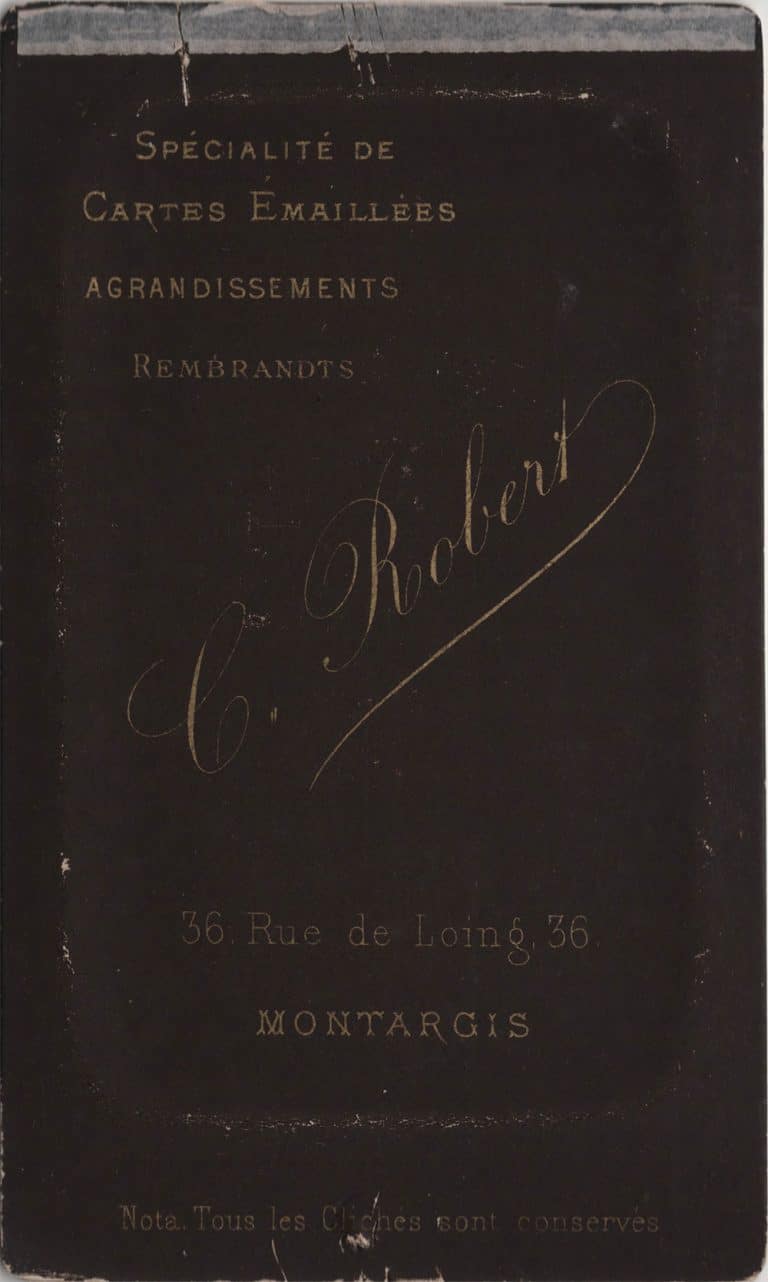 SPÉCIALITÉ DE
CARTES ÉMAILLÉES
AGRANDISSEMENTS
REMBRANDTS
C. Robert
36, Rue de Loing, 36
MONTARGIS
Nota. Tous les Clichés sont conservés